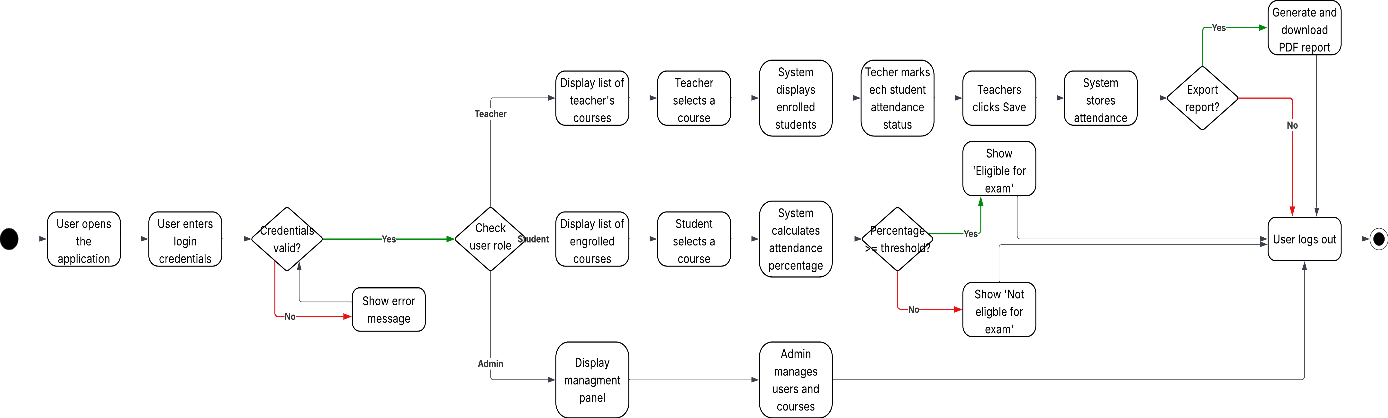 User opens
the
application
User enters
login
credentials
Credentials
valid?
Yes
No
Show error
message
Check
user role
Teacher
Display list of
teacher's
courses
Teacher
selects a
course
System
displays
enrolled
students
Techer marks
ech student
attendance
status
Teachers
clicks Save
System
stores
attendance
Export
report?
Yes
Generate and
download
PDF report
No
Student
Display list of
engrolled
courses
Student
selects a
course
System
calculates
attendance
percentage
Percentage
>= threshold?
Yes
Show
'Eligible for
exam'
No
Show 'Not
eligble for
exam'
Admin
Display
managment
panel
Admin
manages
users and
courses
User logs out